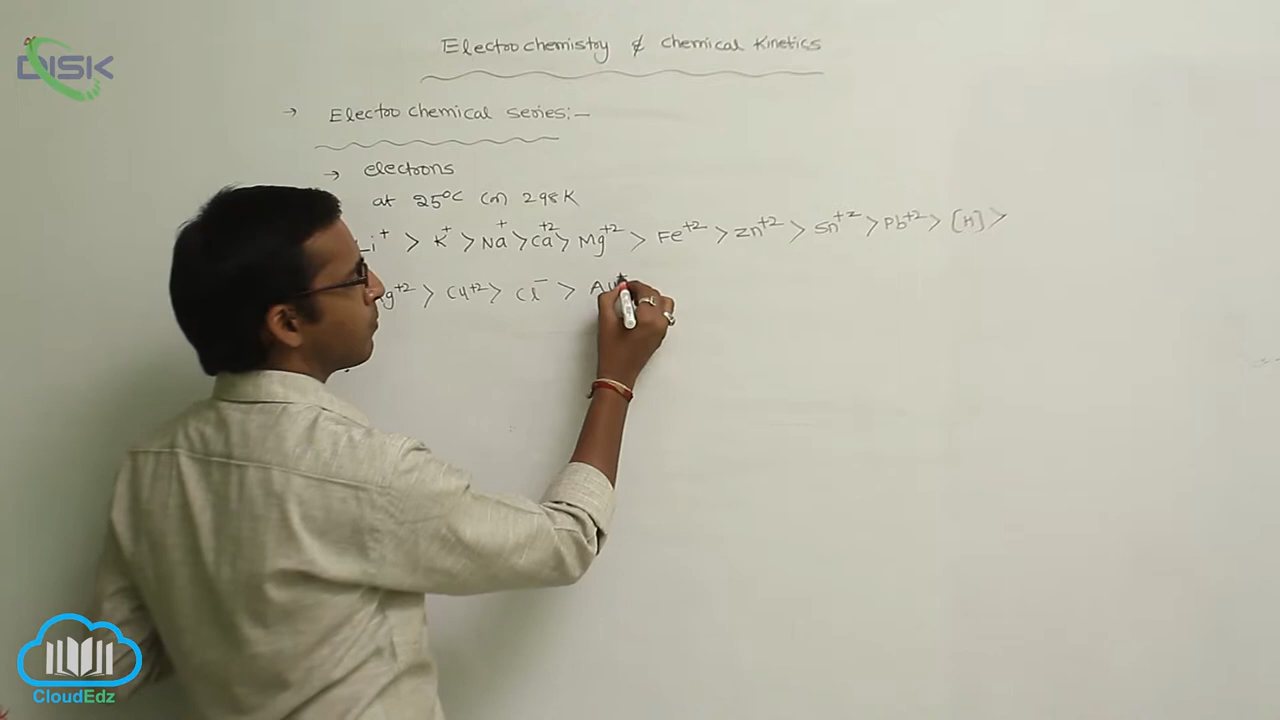 DISK
Electrochemistry & chemical Kinetics
→ Electro chemical series:-
→ electrons
at 25°C (or) 298K
Li⁺ > K⁺ > Na⁺ > Ca⁺² > Mg⁺² > Fe⁺² > Zn⁺² > Sn⁺² > Pb⁺² > [H] >
g⁺² > Cu⁺² > Cl⁻ > Au
CloudEdz